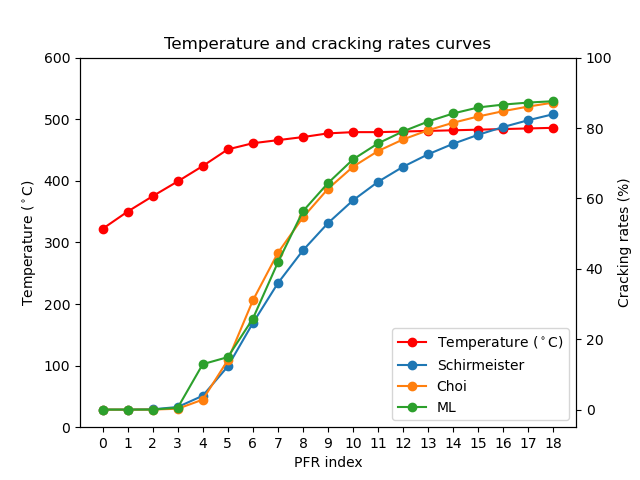 Temperature and cracking rates curves
600
500
400
300
200
100
0
Temperature (°C)
100
80
60
40
20
0
Cracking rates (%)
Temperature (°C)
Schirmeister
Choi
ML
0 1 2 3 4 5 6 7 8 9 10 11 12 13 14 15 16 17 18
PFR index